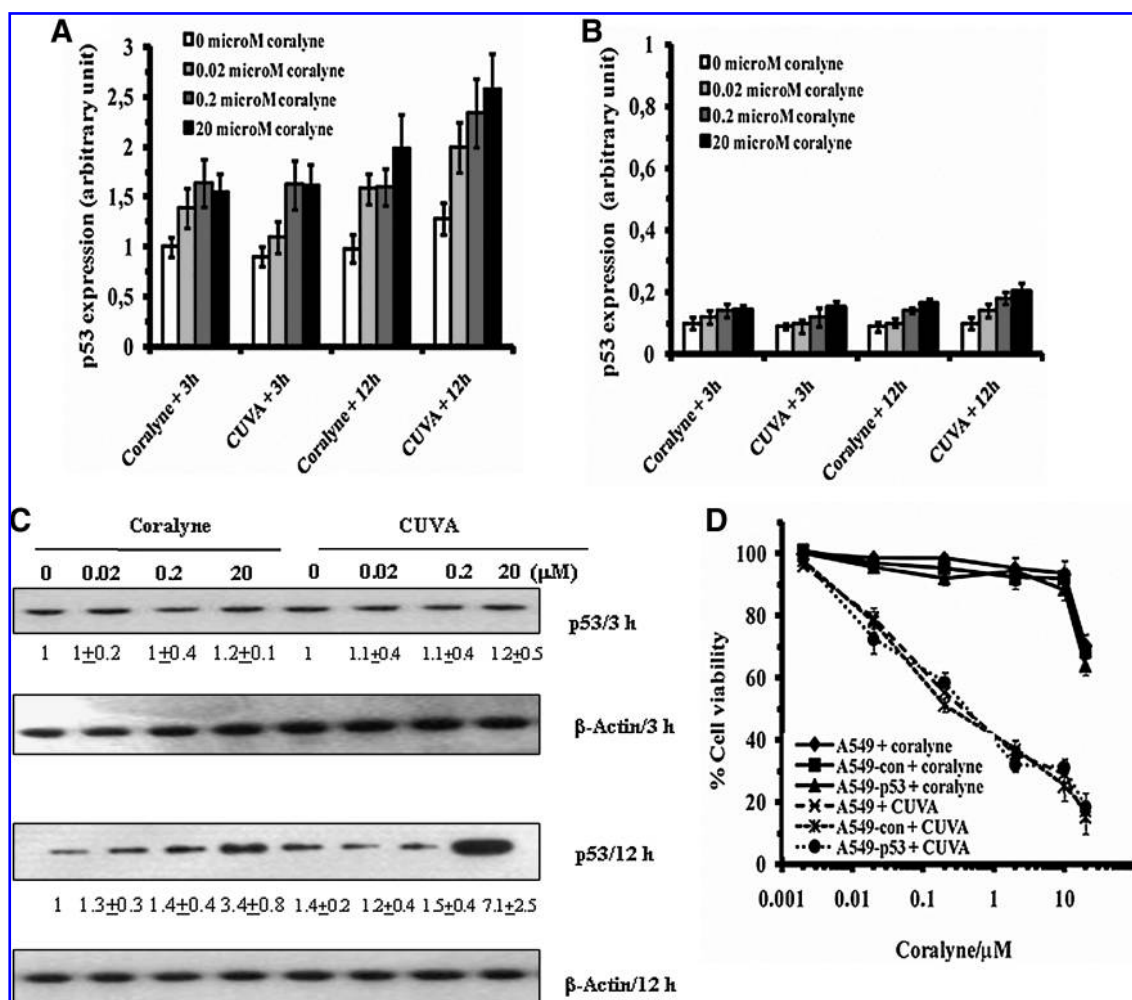 A
p53 expression (arbitrary unit)
3
2,5
2
1,5
1
0,5
0
0 microM coralyne
0.02 microM coralyne
0.2 microM coralyne
20 microM coralyne
Coralyne + 3h
CUVA + 3h
Coralyne + 12h
CUVA + 12h
B
p53 expression (arbitrary unit)
1
0,8
0,6
0,4
0,2
0
0 microM coralyne
0.02 microM coralyne
0.2 microM coralyne
20 microM coralyne
Coralyne + 3h
CUVA + 3h
Coralyne + 12h
CUVA + 12h
C
Coralyne CUVA
0 0.02 0.2 20 0 0.02 0.2 20 (μM)
p53/3 h
1 1±0.2 1±0.4 1.2±0.1 1 1.1±0.4 1.1±0.4 1.2±0.5
β-Actin/3 h
p53/12 h
1 1.3±0.3 1.4±0.4 3.4±0.8 1.4±0.2 1.2±0.4 1.5±0.4 7.1±2.5
β-Actin/12 h
D
% Cell viability
100
80
60
40
20
0
A549 + coralyne
A549-con + coralyne
A549-p53 + coralyne
A549 + CUVA
A549-con + CUVA
A549-p53 + CUVA
0.001 0.01 0.1 1 10
Coralyne/μM